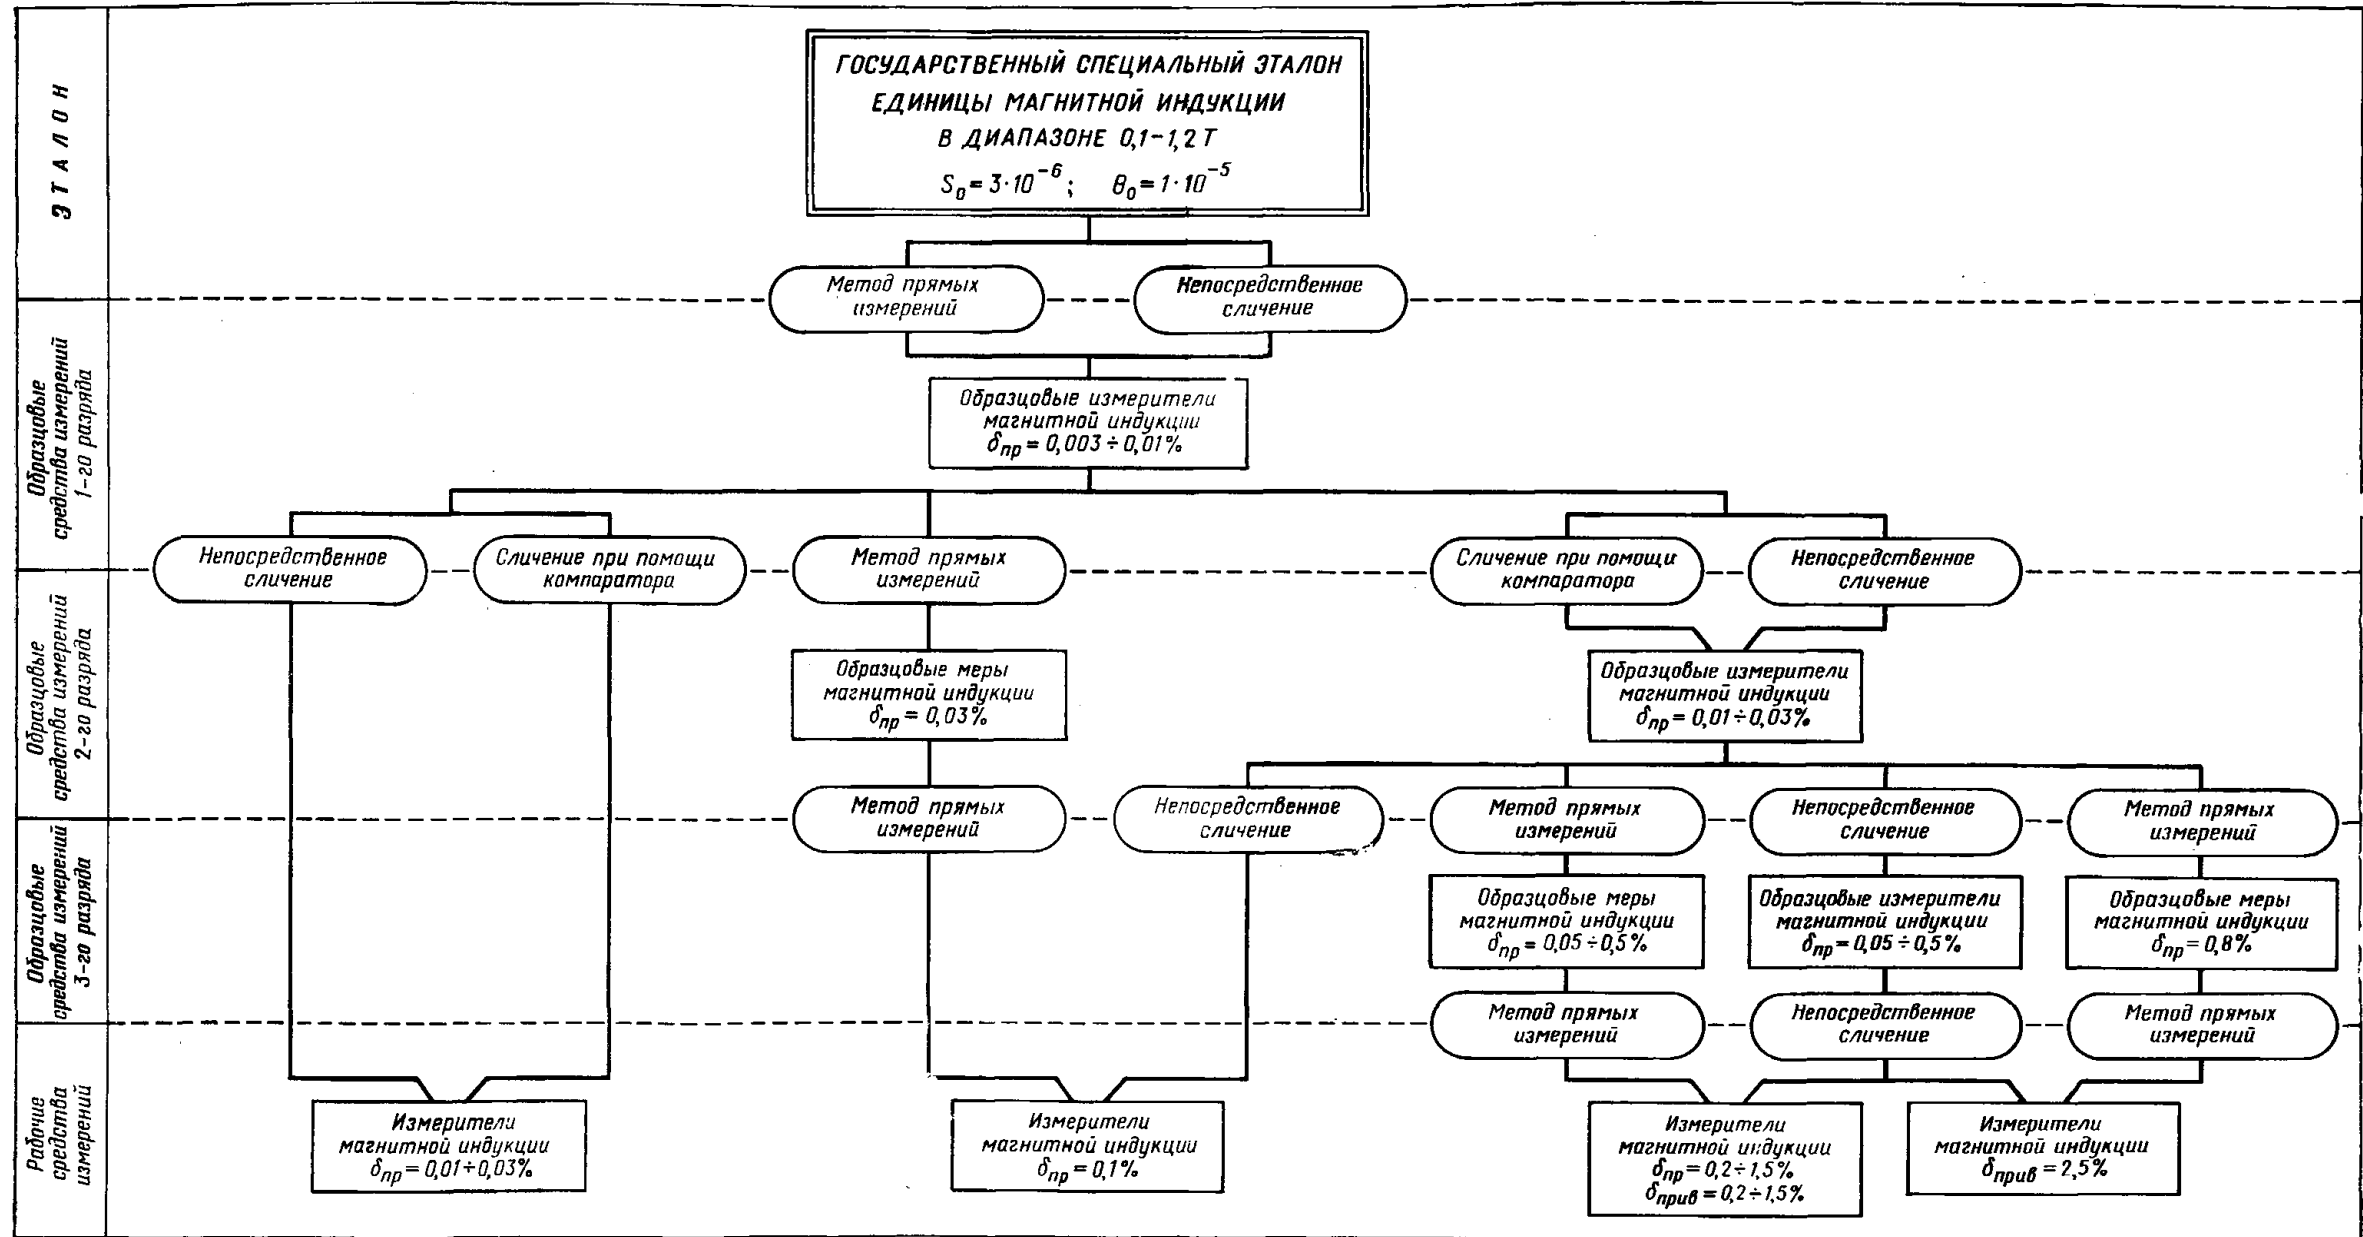 ЭТАЛОН
ГОСУДАРСТВЕННЫЙ СПЕЦИАЛЬНЫЙ ЭТАЛОН
ЕДИНИЦЫ МАГНИТНОЙ ИНДУКЦИИ
В ДИАПАЗОНЕ 0,1-1,2 Т
S₀ = 3·10⁻⁶; θ₀ = 1·10⁻⁵
Метод прямых
измерений
Непосредственное
сличение
Образцовые
средства измерений
1-го разряда
Образцовые измерители
магнитной индукции
δпр = 0,003÷0,01%
Непосредственное
сличение
Сличение при помощи
компаратора
Метод прямых
измерений
Сличение при помощи
компаратора
Непосредственное
сличение
Образцовые
средства измерений
2-го разряда
Образцовые меры
магнитной индукции
δпр = 0,03%
Образцовые измерители
магнитной индукции
δпр = 0,01÷0,03%
Метод прямых
измерений
Непосредственное
сличение
Метод прямых
измерений
Непосредственное
сличение
Метод прямых
измерений
Образцовые
средства измерений
3-го разряда
Образцовые меры
магнитной индукции
δпр = 0,05÷0,5%
Образцовые измерители
магнитной индукции
δпр = 0,05÷0,5%
Образцовые меры
магнитной индукции
δпр = 0,8%
Метод прямых
измерений
Непосредственное
сличение
Метод прямых
измерений
Рабочие
средства
измерений
Измерители
магнитной индукции
δпр = 0,01÷0,03%
Измерители
магнитной индукции
δпр = 0,1%
Измерители
магнитной индукции
δпр = 0,2÷1,5%
δприв = 0,2÷1,5%
Измерители
магнитной индукции
δприв = 2,5%